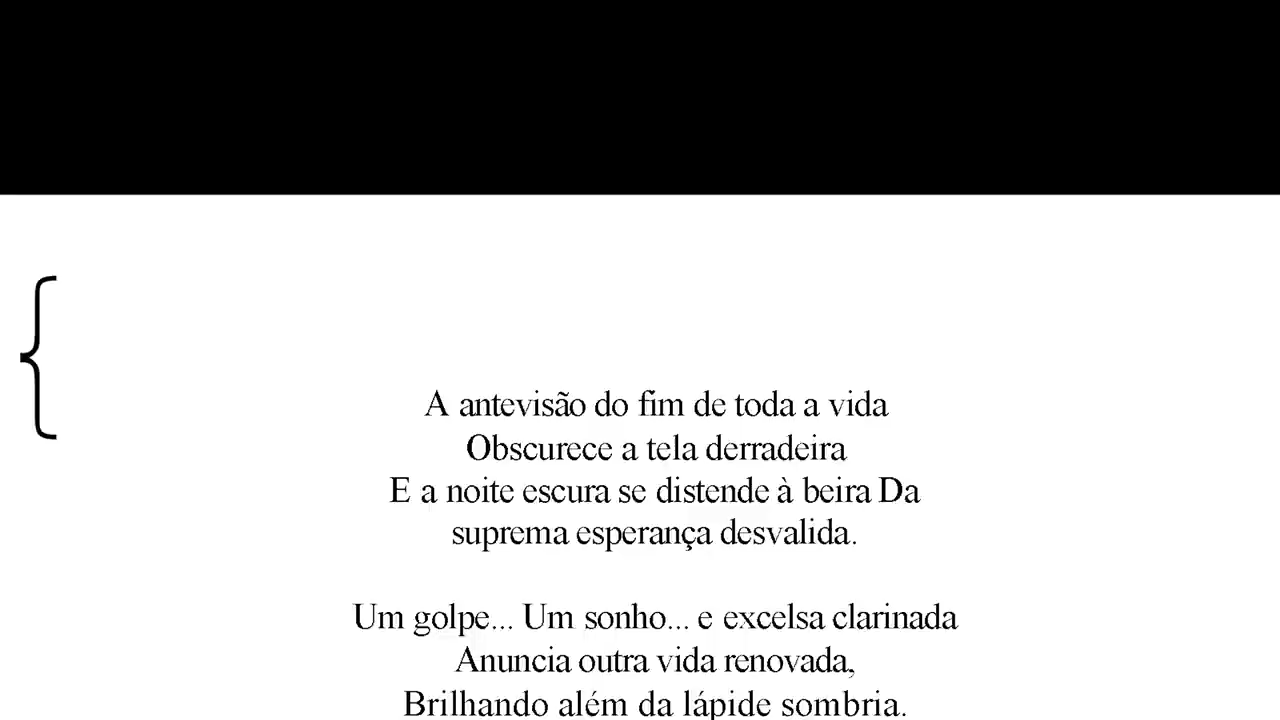 A antevisão do fim de toda a vida
Obscurece a tela derradeira
E a noite escura se distende à beira Da
suprema esperança desvalida.
Um golpe... Um sonho... e excelsa clarinada
Anuncia outra vida renovada,
Brilhando além da lápide sombria.